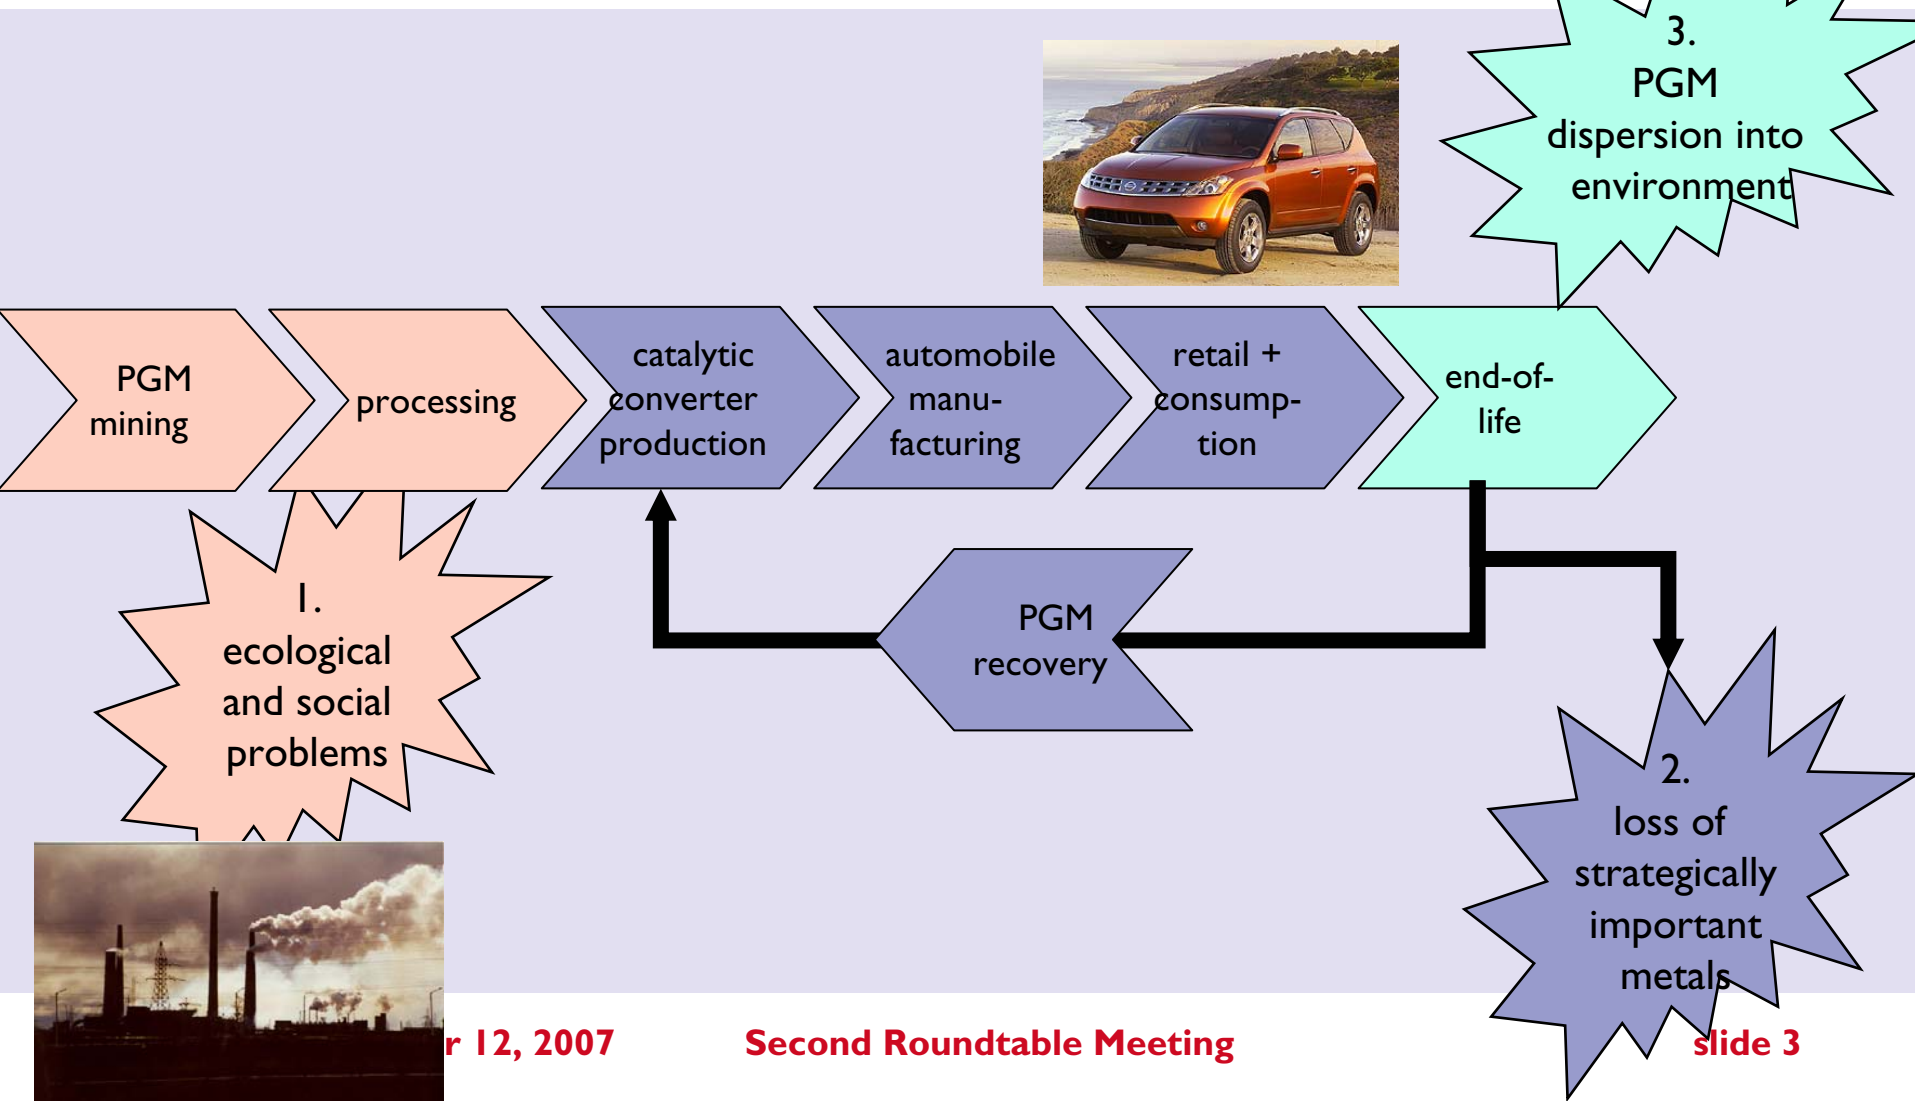 3.
PGM
dispersion into
environment
PGM
mining
processing
catalytic
converter
production
automobile
manu-
facturing
retail +
consump-
tion
end-of-
life
1.
ecological
and social
problems
PGM
recovery
2.
loss of
strategically
important
metals
r 12, 2007
Second Roundtable Meeting
slide 3